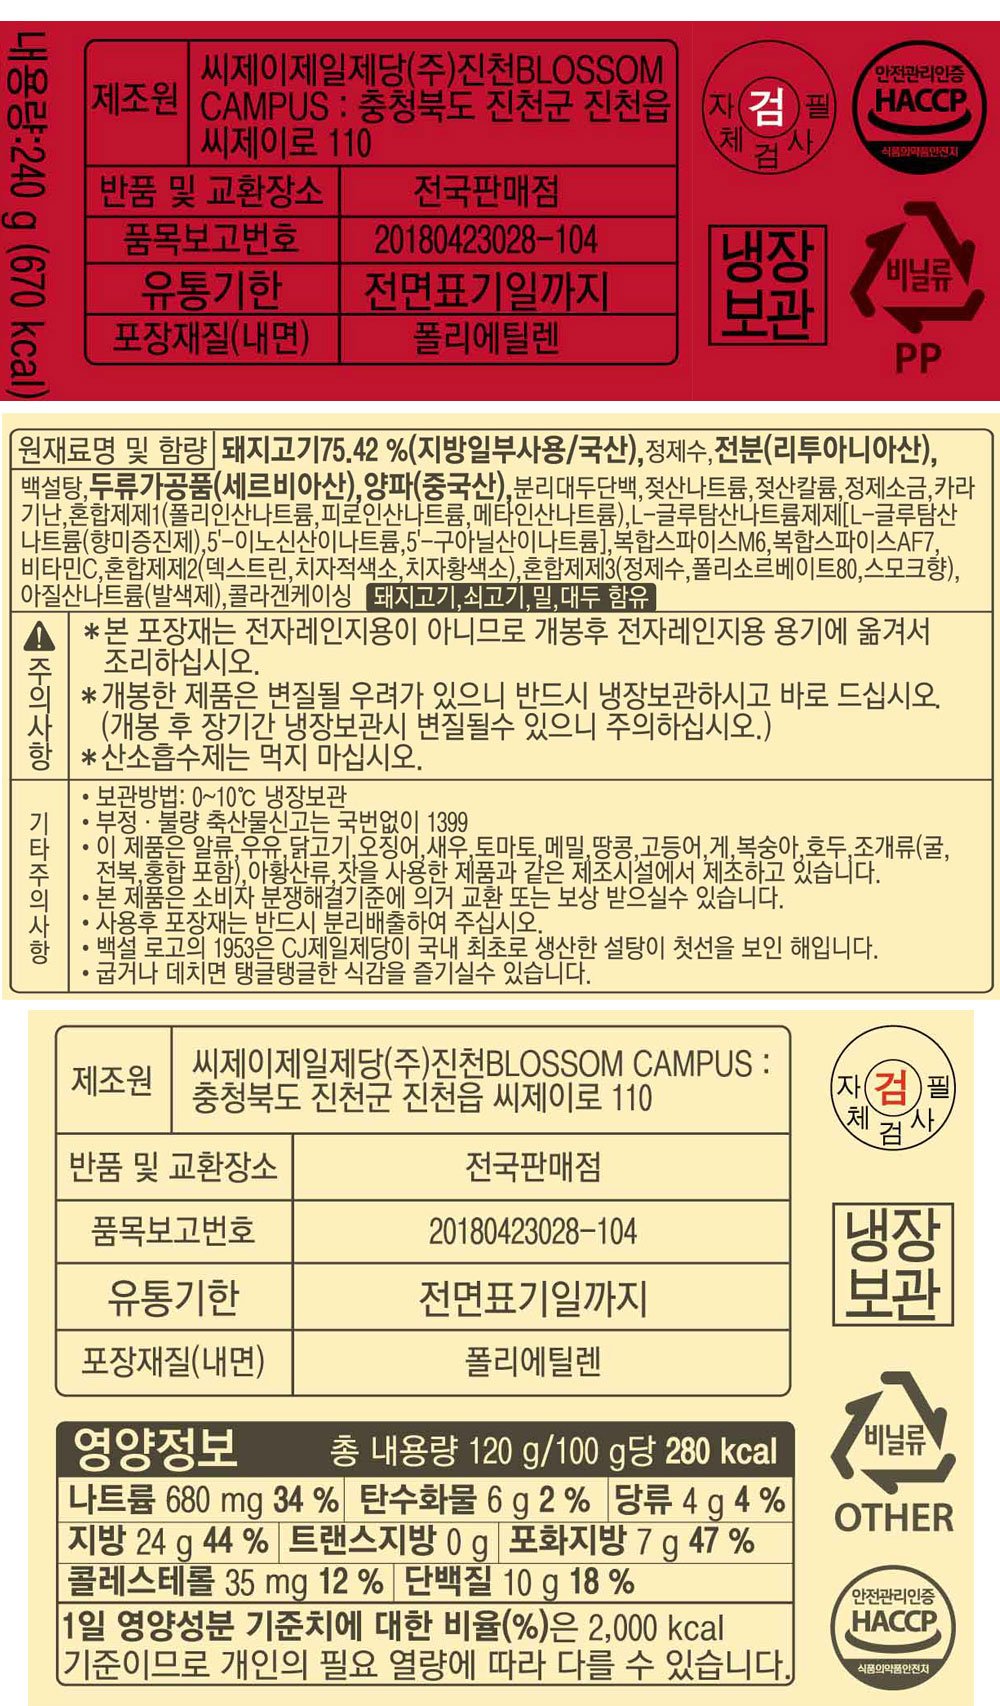 내용량:240 g (670 kcal)
제조원
씨제이제일제당(주)진천BLOSSOM
CAMPUS : 충청북도 진천군 진천읍
씨제이로 110
반품 및 교환장소 전국판매점
품목보고번호 20180423028-104
유통기한 전면표기일까지
포장재질(내면) 폴리에틸렌
자 검 필
체 검 사
안전관리인증
HACCP
식품의약품안전처
냉장
보관
비닐류
PP
원재료명 및 함량 돼지고기75.42 %(지방일부사용/국산),정제수,전분(리투아니아산),
백설탕,두류가공품(세르비아산),양파(중국산),분리대두단백,젖산나트륨,젖산칼륨,정제소금,카라
기난,혼합제제1(폴리인산나트륨,피로인산나트륨,메타인산나트륨),L-글루탐산나트륨제제[L-글루탐산
나트륨(향미증진제),5'-이노신산이나트륨,5'-구아닐산이나트륨],복합스파이스M6,복합스파이스AF7,
비타민C,혼합제제2(덱스트린,치자적색소,치자황색소),혼합제제3(정제수,폴리소르베이트80,스모크향),
아질산나트륨(발색제),콜라겐케이싱 돼지고기,쇠고기,밀,대두 함유
주의사항
*본 포장재는 전자레인지용이 아니므로 개봉후 전자레인지용 용기에 옮겨서
조리하십시오.
*개봉한 제품은 변질될 우려가 있으니 반드시 냉장보관하시고 바로 드십시오.
(개봉 후 장기간 냉장보관시 변질될수 있으니 주의하십시오.)
*산소흡수제는 먹지 마십시오.
기타주의사항
• 보관방법: 0~10℃ 냉장보관
• 부정 · 불량 축산물신고는 국번없이 1399
• 이 제품은 알류,우유,닭고기,오징어,새우,토마토,메밀,땅콩,고등어,게,복숭아,호두,조개류(굴,
전복,홍합 포함),아황산류,잣을 사용한 제품과 같은 제조시설에서 제조하고 있습니다.
• 본 제품은 소비자 분쟁해결기준에 의거 교환 또는 보상 받으실수 있습니다.
• 사용후 포장재는 반드시 분리배출하여 주십시오.
• 백설 로고의 1953은 CJ제일제당이 국내 최초로 생산한 설탕이 첫선을 보인 해입니다.
• 굽거나 데치면 탱글탱글한 식감을 즐기실수 있습니다.
제조원
씨제이제일제당(주)진천BLOSSOM CAMPUS :
충청북도 진천군 진천읍 씨제이로 110
반품 및 교환장소 전국판매점
품목보고번호 20180423028-104
유통기한 전면표기일까지
포장재질(내면) 폴리에틸렌
자 검 필
체 검 사
냉장
보관
비닐류
OTHER
안전관리인증
HACCP
식품의약품안전처
영양정보 총 내용량 120 g/100 g당 280 kcal
나트륨 680 mg 34 % 탄수화물 6 g 2 % 당류 4 g 4 %
지방 24 g 44 % 트랜스지방 0 g 포화지방 7 g 47 %
콜레스테롤 35 mg 12 % 단백질 10 g 18 %
1일 영양성분 기준치에 대한 비율(%)은 2,000 kcal
기준이므로 개인의 필요 열량에 따라 다를 수 있습니다.